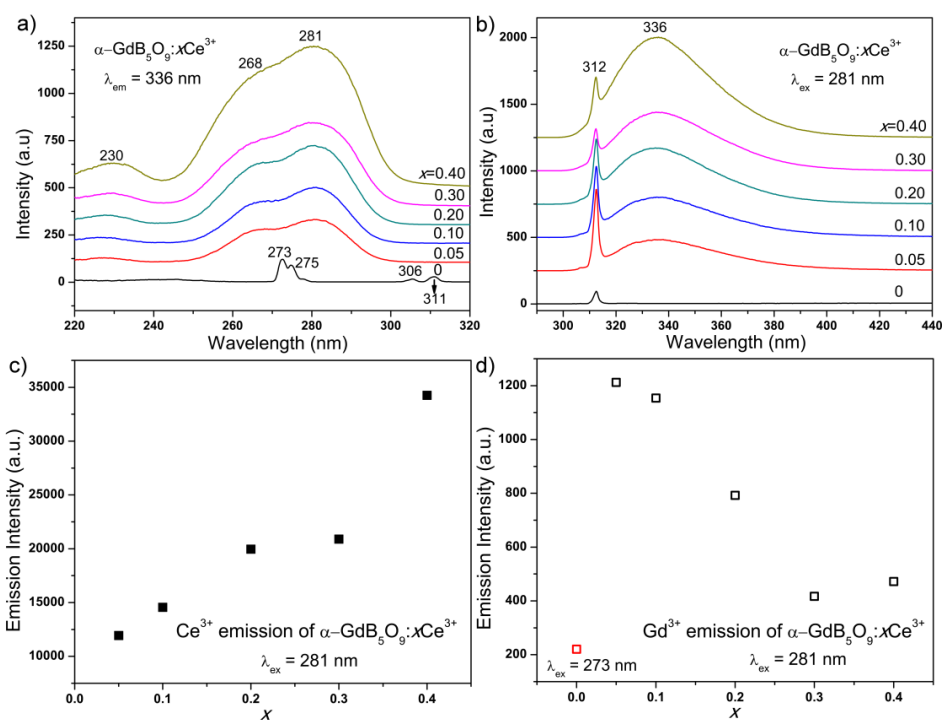 a)
α–GdB₅O₉:xCe³⁺
λem = 336 nm
281
268
230
x=0.40
0.30
0.20
0.10
0.05
0
273
275
306
311
1250
1000
750
500
250
0
220 240 260 280 300 320
Intensity (a.u)
Wavelength (nm)
b)
336
α–GdB₅O₉:xCe³⁺
λex = 281 nm
312
x=0.40
0.30
0.20
0.10
0.05
0
2000
1500
1000
500
0
300 320 340 360 380 400 420 440
Intensity (a.u)
Wavelength (nm)
c)
35000
30000
25000
20000
15000
10000
Emission Intensity (a.u.)
Ce³⁺ emission of α–GdB₅O₉:xCe³⁺
λex = 281 nm
0.0 0.1 0.2 0.3 0.4
x
d)
1200
1000
800
600
400
200
Emission Intensity (a.u.)
Gd³⁺ emission of α–GdB₅O₉:xCe³⁺
λex = 273 nm
λex = 281 nm
0.0 0.1 0.2 0.3 0.4
x